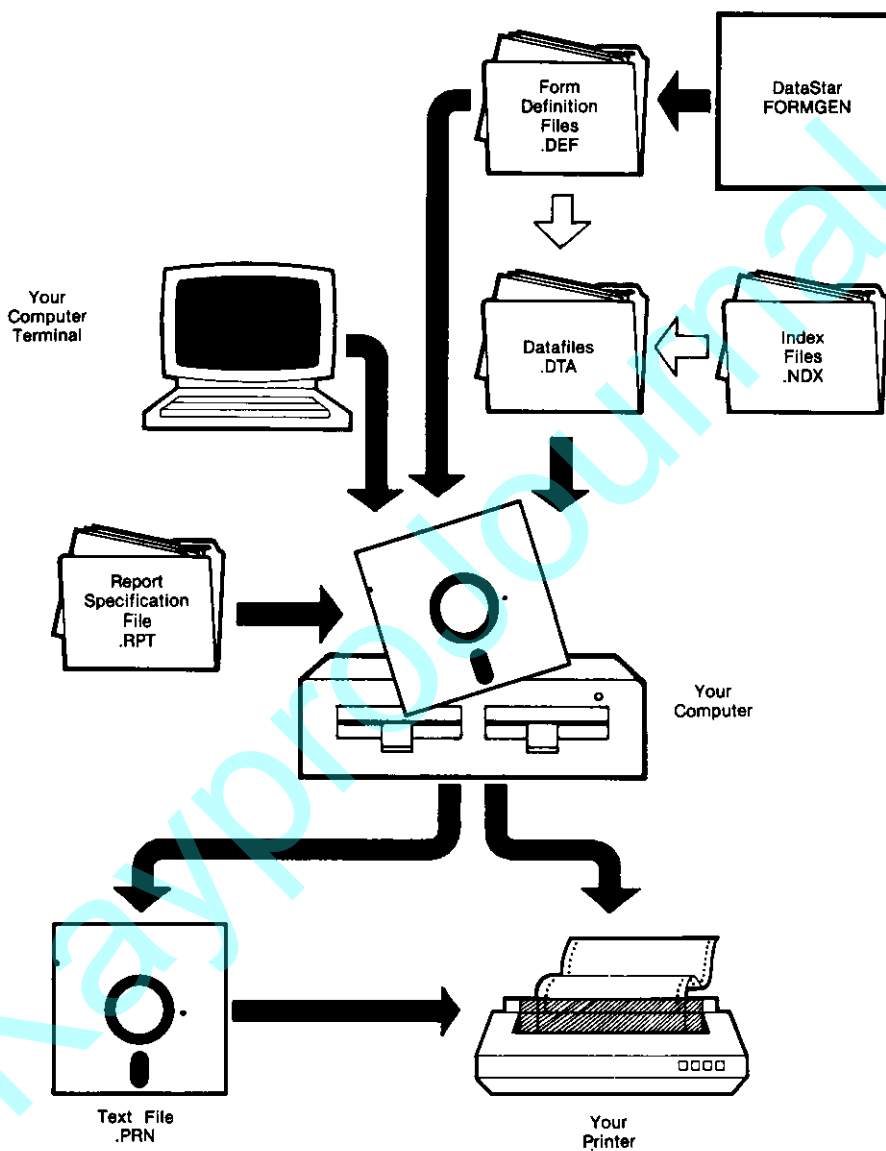 Form
Definition
Files
.DEF
DataStar
FORMGEN
Your
Computer
Terminal
Datafiles
.DTA
Index
Files
.NDX
Report
Specification
File
.RPT
Your
Computer
Text File
.PRN
Your
Printer
KayproJournal